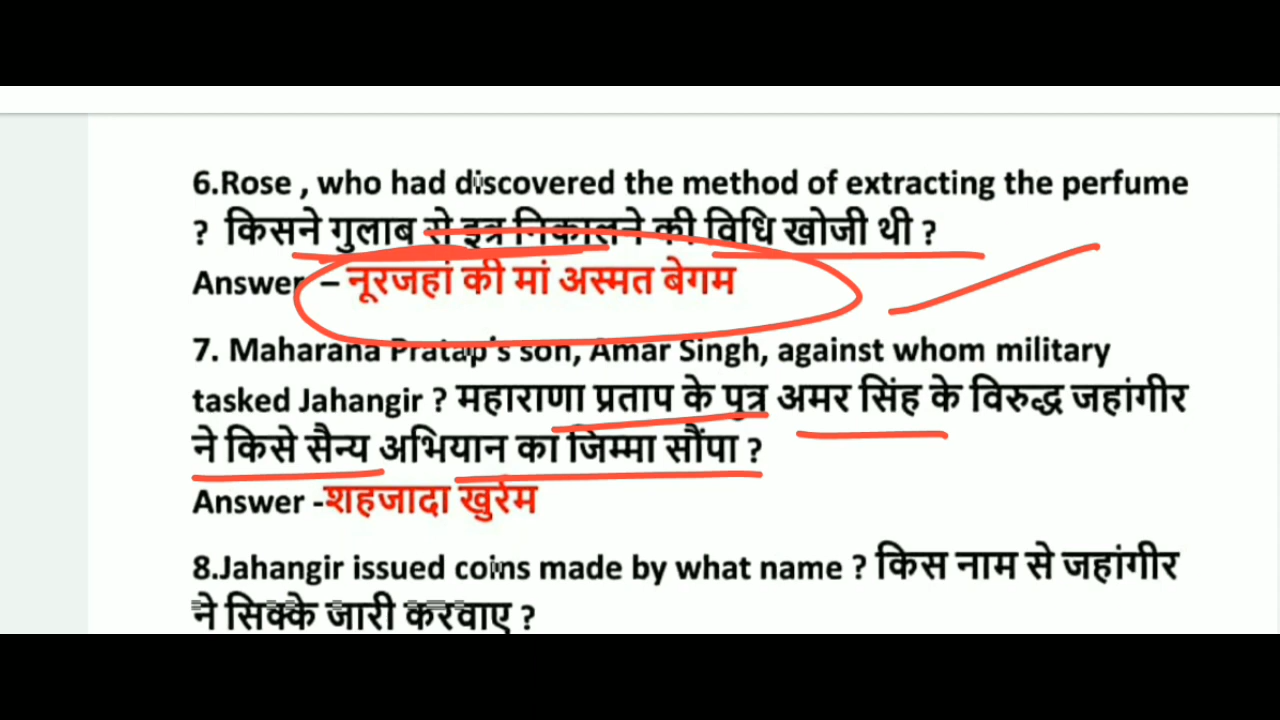 6.Rose , who had discovered the method of extracting the perfume
? किसने गुलाब से इत्र निकालने की विधि खोजी थी ?
Answer – नूरजहां की मां अस्मत बेगम
7. Maharana Pratap's son, Amar Singh, against whom military
tasked Jahangir ? महाराणा प्रताप के पुत्र अमर सिंह के विरुद्ध जहांगीर
ने किसे सैन्य अभियान का जिम्मा सौंपा ?
Answer -शहजादा खुर्रम
8.Jahangir issued coins made by what name ? किस नाम से जहांगीर
ने सिक्के जारी करवाए ?